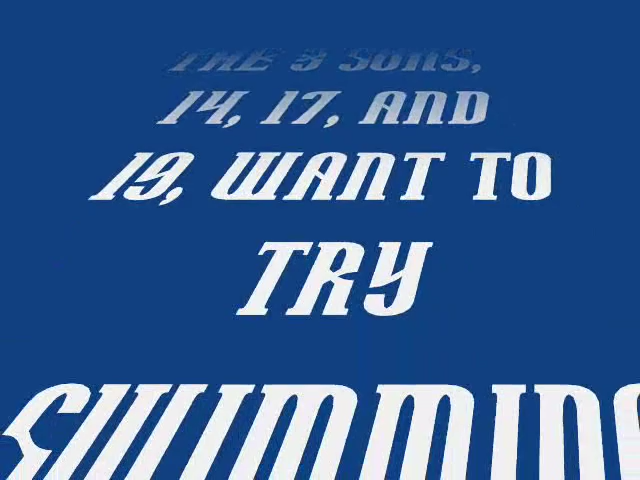 THE 3 SONS,
14, 17, AND
19, WANT TO
TRY